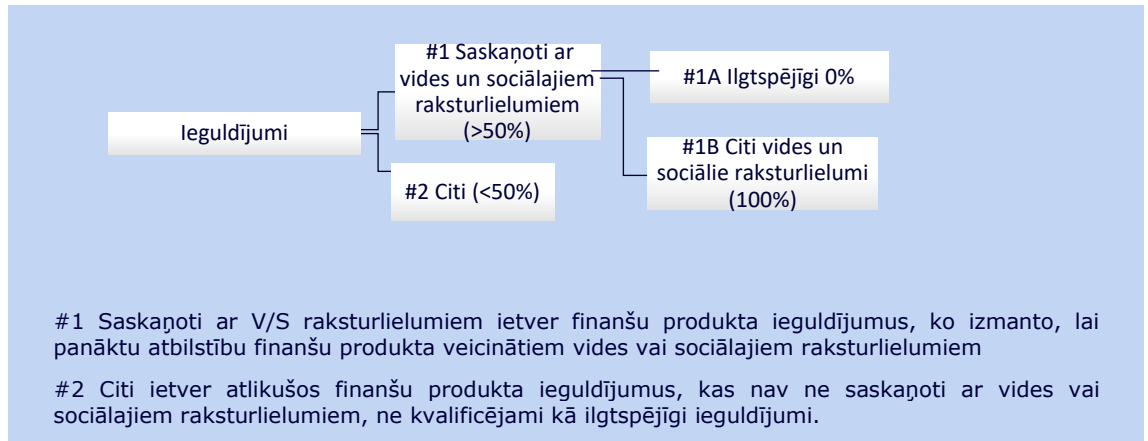 #1 Saskaņoti ar
vides un sociālajiem
raksturlielumiem
(>50%)
#1A Ilgtspējīgi 0%
Ieguldījumi
#1B Citi vides un
sociālie raksturlielumi
(100%)
#2 Citi (<50%)
#1 Saskaņoti ar V/S raksturlielumiem ietver finanšu produkta ieguldījumus, ko izmanto, lai
panāktu atbilstību finanšu produkta veicinātiem vides vai sociālajiem raksturlielumiem
#2 Citi ietver atlikušos finanšu produkta ieguldījumus, kas nav ne saskaņoti ar vides vai
sociālajiem raksturlielumiem, ne kvalificējami kā ilgtspējīgi ieguldījumi.